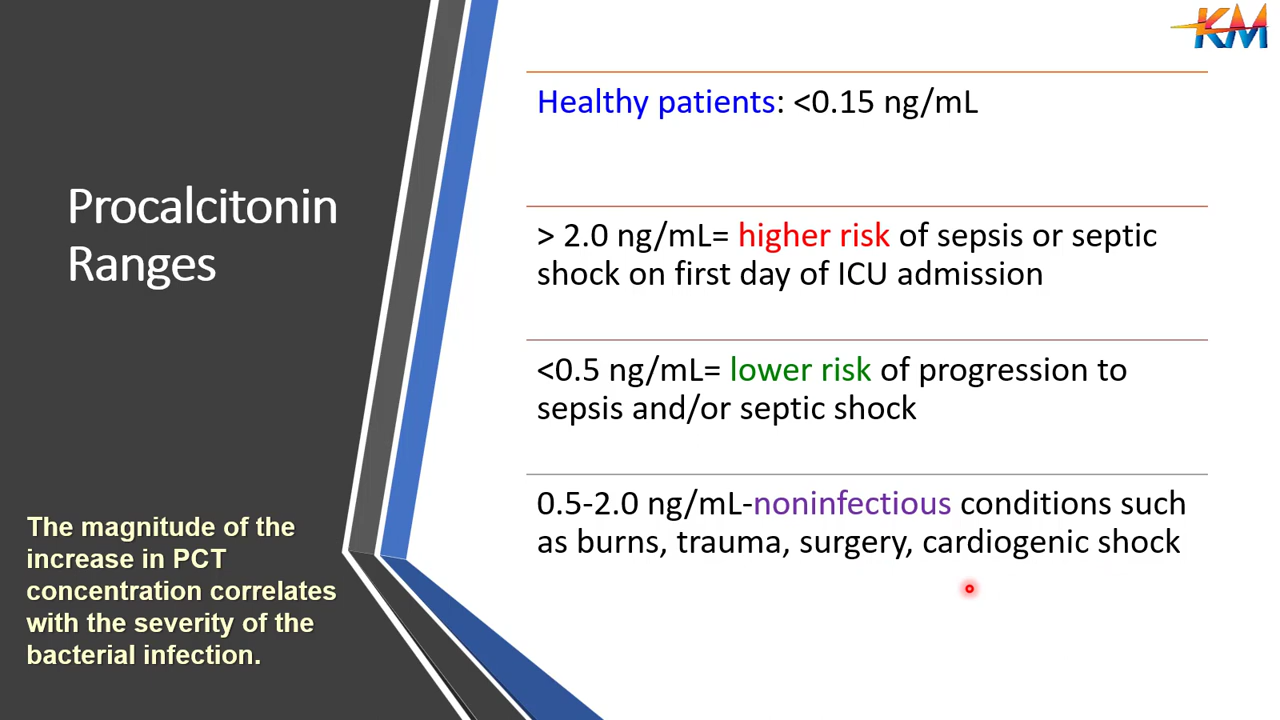 KM
Procalcitonin
Ranges
The magnitude of the
increase in PCT
concentration correlates
with the severity of the
bacterial infection.
Healthy patients: <0.15 ng/mL
> 2.0 ng/mL= higher risk of sepsis or septic
shock on first day of ICU admission
<0.5 ng/mL= lower risk of progression to
sepsis and/or septic shock
0.5-2.0 ng/mL-noninfectious conditions such
as burns, trauma, surgery, cardiogenic shock